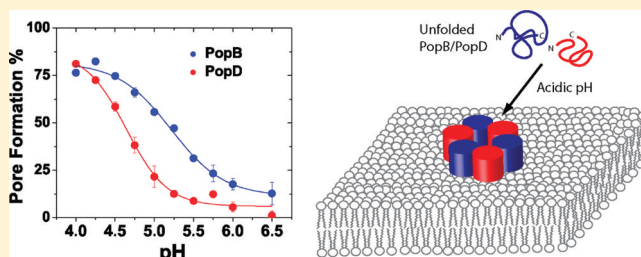 Pore Formation %
100
75
50
25
0
PopB
PopD
4.0 4.5 5.0 5.5 6.0 6.5
pH
Unfolded
PopB/PopD
N
C
C
N
Acidic pH